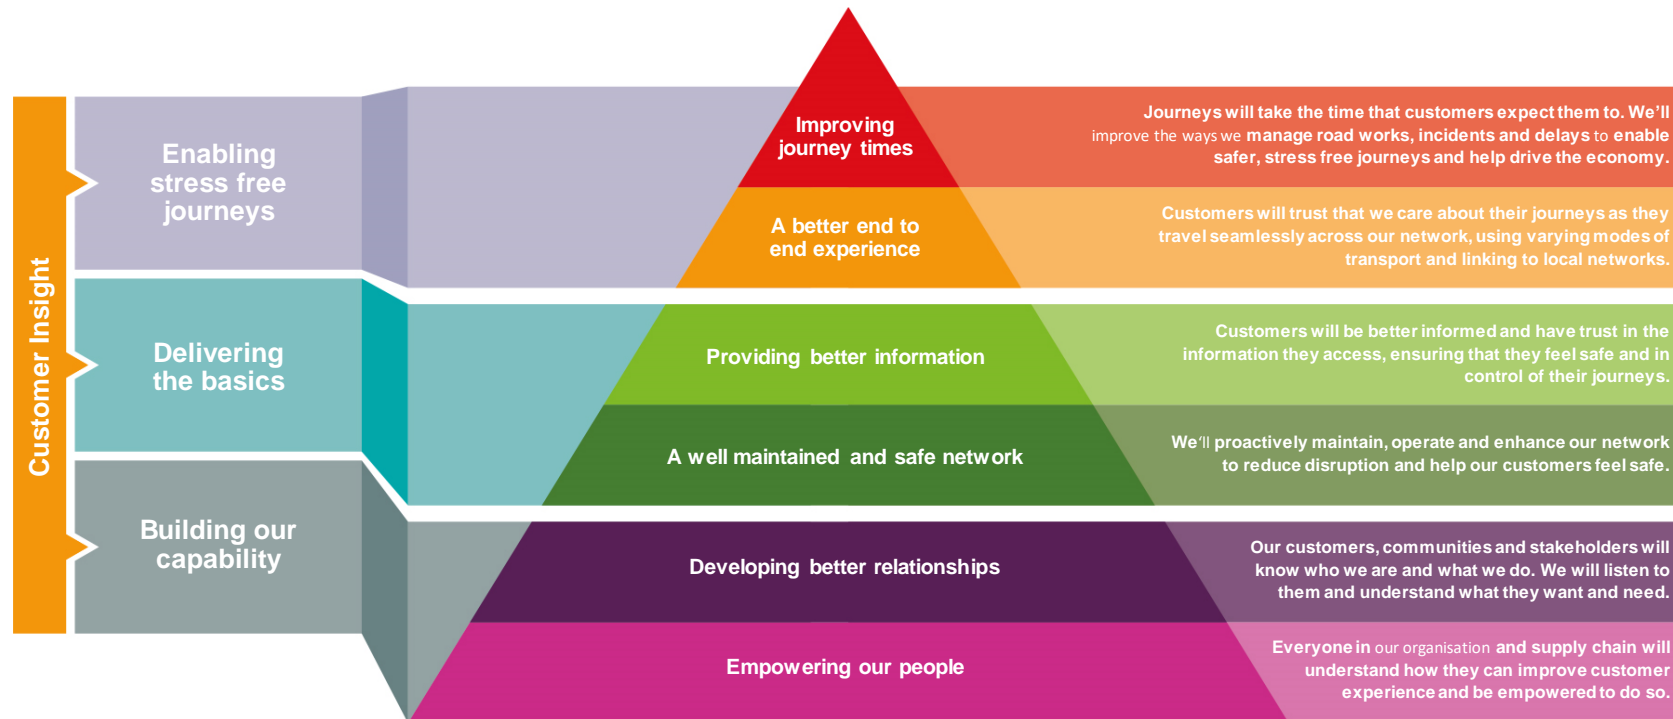 Customer Insight
Enabling
stress free
journeys
Delivering
the basics
Building our
capability
Improving
journey times
A better end to
end experience
Providing better information
A well maintained and safe network
Developing better relationships
Empowering our people
Journeys will take the time that customers expect them to. We'll
improve the ways we manage road works, incidents and delays to enable
safer, stress free journeys and help drive the economy.
Customers will trust that we care about their journeys as they
travel seamlessly across our network, using varying modes of
transport and linking to local networks.
Customers will be better informed and have trust in the
information they access, ensuring that they feel safe and in
control of their journeys.
We'll proactively maintain, operate and enhance our network
to reduce disruption and help our customers feel safe.
Our customers, communities and stakeholders will
know who we are and what we do. We will listen to
them and understand what they want and need.
Everyone in our organisation and supply chain will
understand how they can improve customer
experience and be empowered to do so.